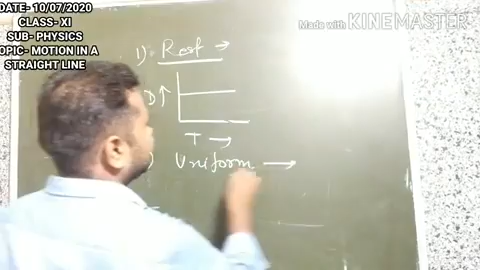 DATE- 10/07/2020
CLASS- XI
SUB- PHYSICS
TOPIC- MOTION IN A
STRAIGHT LINE
Made with KINEMASTER
1) Rest →
D ↑
T →
) Uniform →